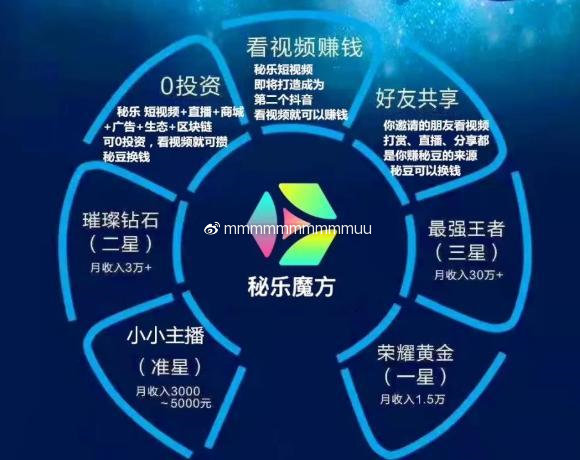 看视频赚钱
秘乐短视频
即将打造成为
第二个抖音
看视频就可以赚钱
0投资
秘乐 短视频+直播+商城
+广告+生态+区块链
可0投资，看视频就可攒
秘豆换钱
好友共享
你邀请的朋友看视频
打赏、直播、分享都
是你赚秘豆的来源
秘豆可以换钱
璀璨钻石
（二星）
月收入3万+
mmmmmmmmmmuu
秘乐魔方
最强王者
（三星）
月收入30万+
小小主播
（准星）
月收入3000
~5000元
荣耀黄金
（一星）
月收入1.5万